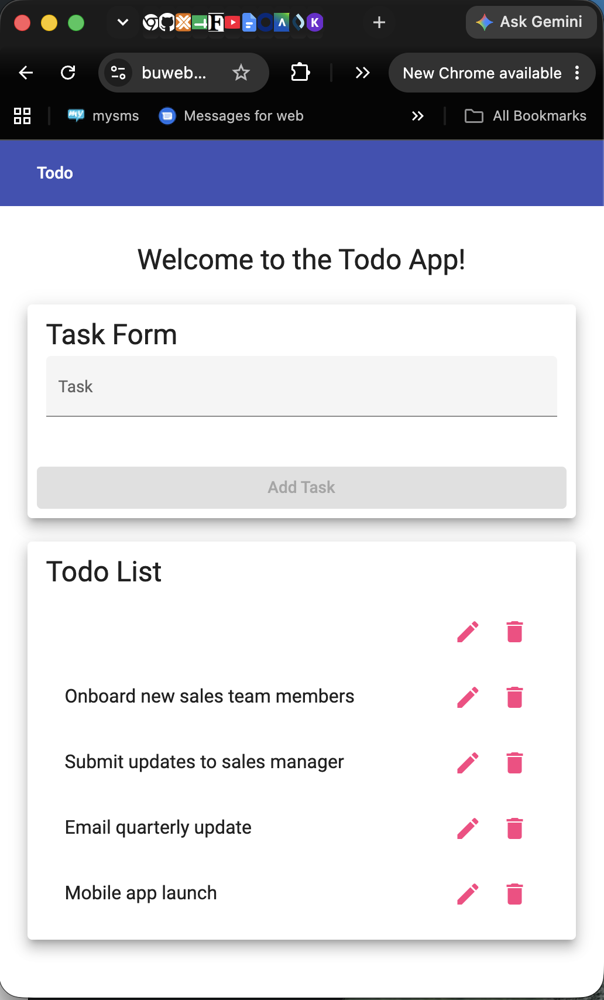 Ask Gemini
buweb...
New Chrome available
mysms
Messages for web
All Bookmarks
Todo
Welcome to the Todo App!
Task Form
Task
Add Task
Todo List
Onboard new sales team members
Submit updates to sales manager
Email quarterly update
Mobile app launch